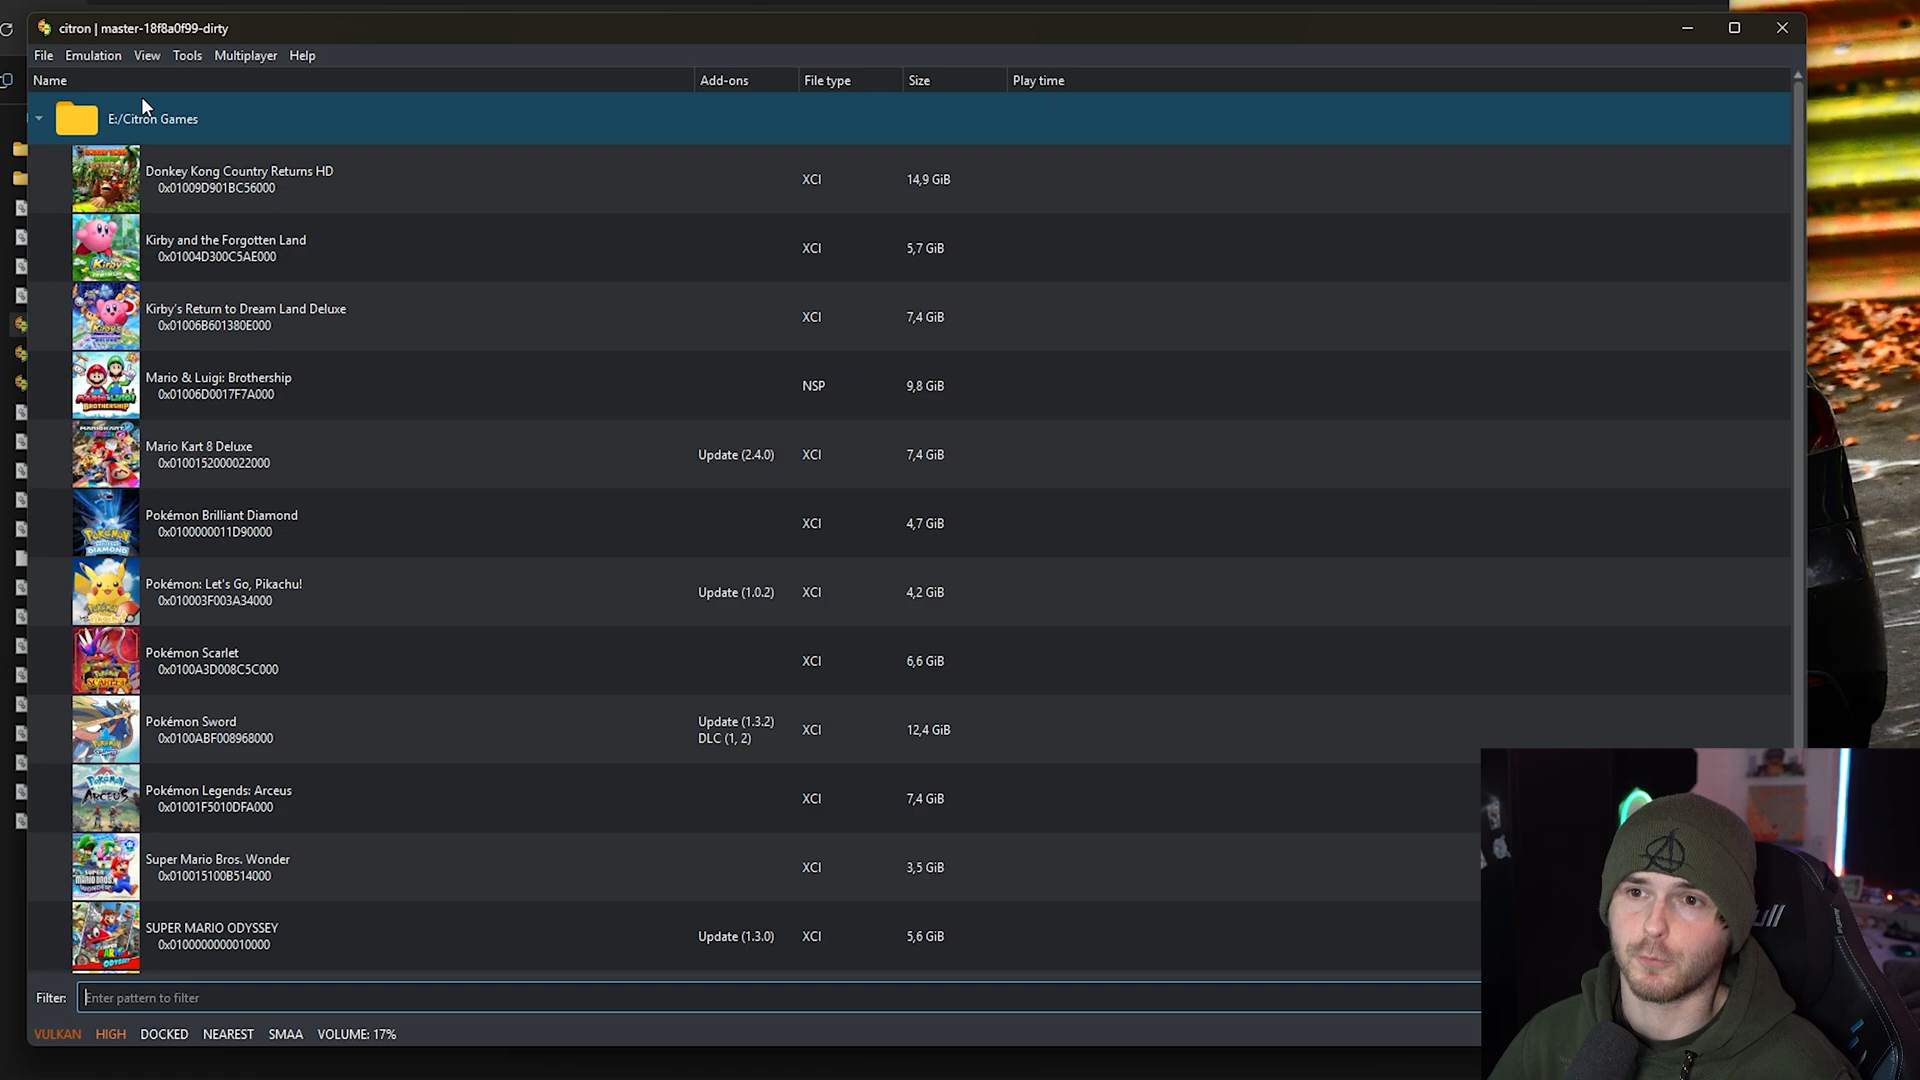 citron | master-18f8a0f99-dirty
File Emulation View Tools Multiplayer Help
Name Add-ons File type Size Play time
E:/Citron Games
Donkey Kong Country Returns HD
0x01009D901BC56000
XCI 14,9 GiB
Kirby and the Forgotten Land
0x01004D300C5AE000
XCI 5,7 GiB
Kirby's Return to Dream Land Deluxe
0x01006B601380E000
XCI 7,4 GiB
Mario & Luigi: Brothership
0x01006D0017F7A000
NSP 9,8 GiB
Mario Kart 8 Deluxe
0x0100152000022000
Update (2.4.0) XCI 7,4 GiB
Pokémon Brilliant Diamond
0x0100000011D90000
XCI 4,7 GiB
Pokémon: Let's Go, Pikachu!
0x010003F003A34000
Update (1.0.2) XCI 4,2 GiB
Pokémon Scarlet
0x0100A3D008C5C000
XCI 6,6 GiB
Pokémon Sword
0x0100ABF008968000
Update (1.3.2)
DLC (1, 2)
XCI 12,4 GiB
Pokémon Legends: Arceus
0x01001F5010DFA000
XCI 7,4 GiB
Super Mario Bros. Wonder
0x010015100B514000
XCI 3,5 GiB
SUPER MARIO ODYSSEY
0x0100000000010000
Update (1.3.0) XCI 5,6 GiB
Filter: Enter pattern to filter
VULKAN HIGH DOCKED NEAREST SMAA VOLUME: 17%